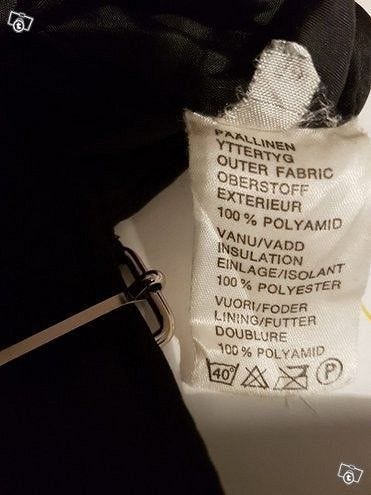 PÄÄLLINEN
YTTERTYG
OUTER FABRIC
OBERSTOFF
EXTERIEUR
100 % POLYAMID
VANU/VADD
INSULATION
EINLAGE/ISOLANT
100 % POLYESTER
VUORI/FODER
LINING/FUTTER
DOUBLURE
100 % POLYAMID
40° P